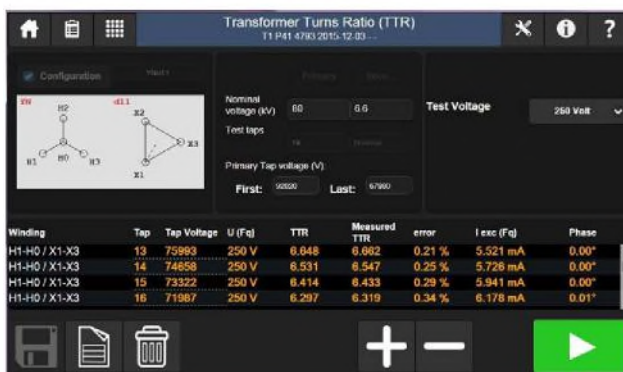 Transformer Turns Ratio (TTR)
T1 P41 4793 2015-12-03 - -
?
Configuration
YNd11
YN
d11
H2
H1
H0
H3
X2
X3
X1
Primary
Nominal voltage (kV)
69
6.6
Test taps
Primary Tap voltage (V):
First:
92020
Last:
67980
Test Voltage
250 Volt
Winding Tap Tap Voltage U (Fq) TTR Measured TTR error I exc (Fq) Phase
H1-H0 / X1-X3 13 75993 250 V 6.648 6.662 0.21 % 5.521 mA 0.00°
H1-H0 / X1-X3 14 74658 250 V 6.531 6.547 0.25 % 5.726 mA 0.00°
H1-H0 / X1-X3 15 73322 250 V 6.414 6.433 0.29 % 5.941 mA 0.00°
H1-H0 / X1-X3 16 71987 250 V 6.297 6.319 0.34 % 6.178 mA 0.01°